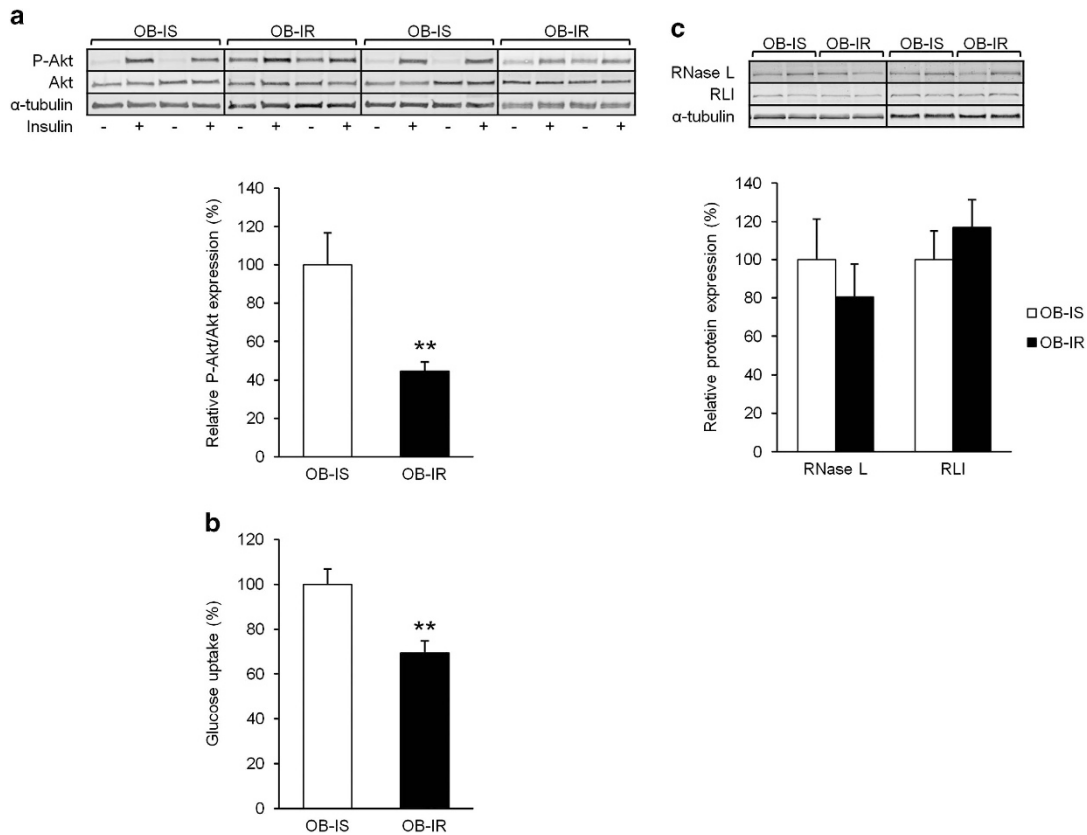 a
OB-IS OB-IR OB-IS OB-IR
P-Akt
Akt
α-tubulin
Insulin - + - + - + - + - + - + - + - +
Relative P-Akt/Akt expression (%)
140
120
100
80
60
40
20
0
**
OB-IS OB-IR
b
Glucose uptake (%)
140
120
100
80
60
40
20
0
**
OB-IS OB-IR
c
OB-IS OB-IR OB-IS OB-IR
RNase L
RLI
α-tubulin
Relative protein expression (%)
140
120
100
80
60
40
20
0
RNase L RLI
OB-IS
OB-IR